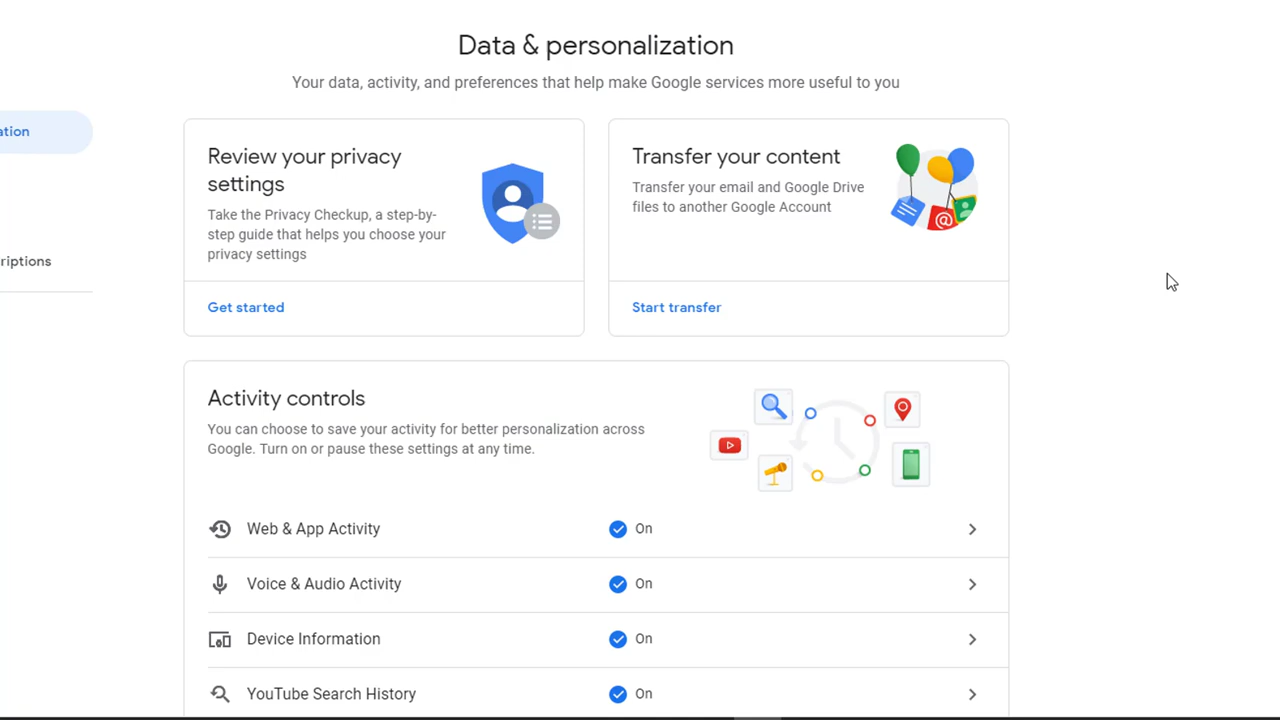 Data & personalization
Your data, activity, and preferences that help make Google services more useful to you
ation
riptions
Review your privacy
settings
Take the Privacy Checkup, a step-by-
step guide that helps you choose your
privacy settings
Get started
Transfer your content
Transfer your email and Google Drive
files to another Google Account
Start transfer
Activity controls
You can choose to save your activity for better personalization across
Google. Turn on or pause these settings at any time.
Web & App Activity On
Voice & Audio Activity On
Device Information On
YouTube Search History On